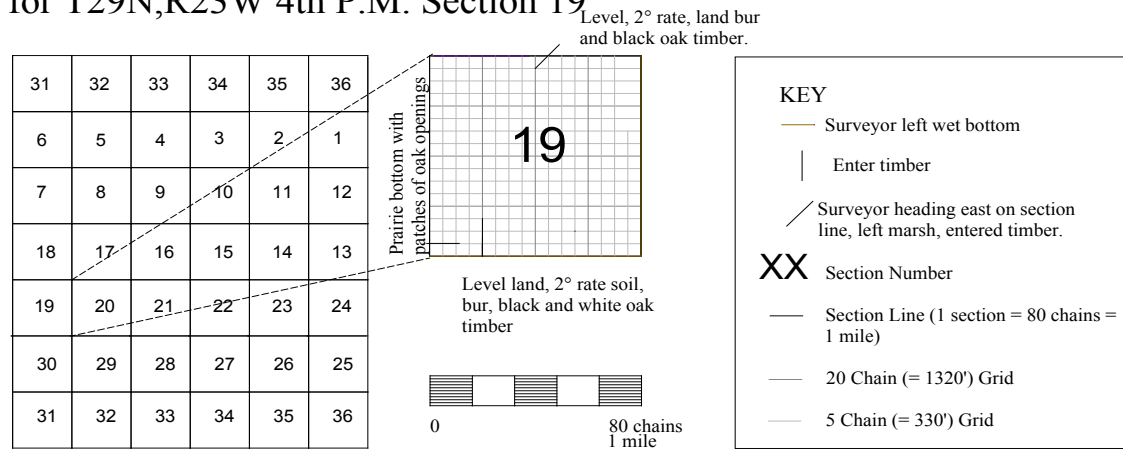 for T29N,R23W 4th P.M. Section 19
Level, 2° rate, land bur
and black oak timber.
31 32 33 34 35 36
6 5 4 3 2 1
7 8 9 10 11 12
18 17 16 15 14 13
19 20 21 22 23 24
30 29 28 27 26 25
31 32 33 34 35 36
Prairie bottom with
patches of oak openings
19
Level land, 2° rate soil,
bur, black and white oak
timber
0 80 chains
1 mile
KEY
Surveyor left wet bottom
Enter timber
Surveyor heading east on section
line, left marsh, entered timber.
XX Section Number
Section Line (1 section = 80 chains =
1 mile)
20 Chain (= 1320') Grid
5 Chain (= 330') Grid